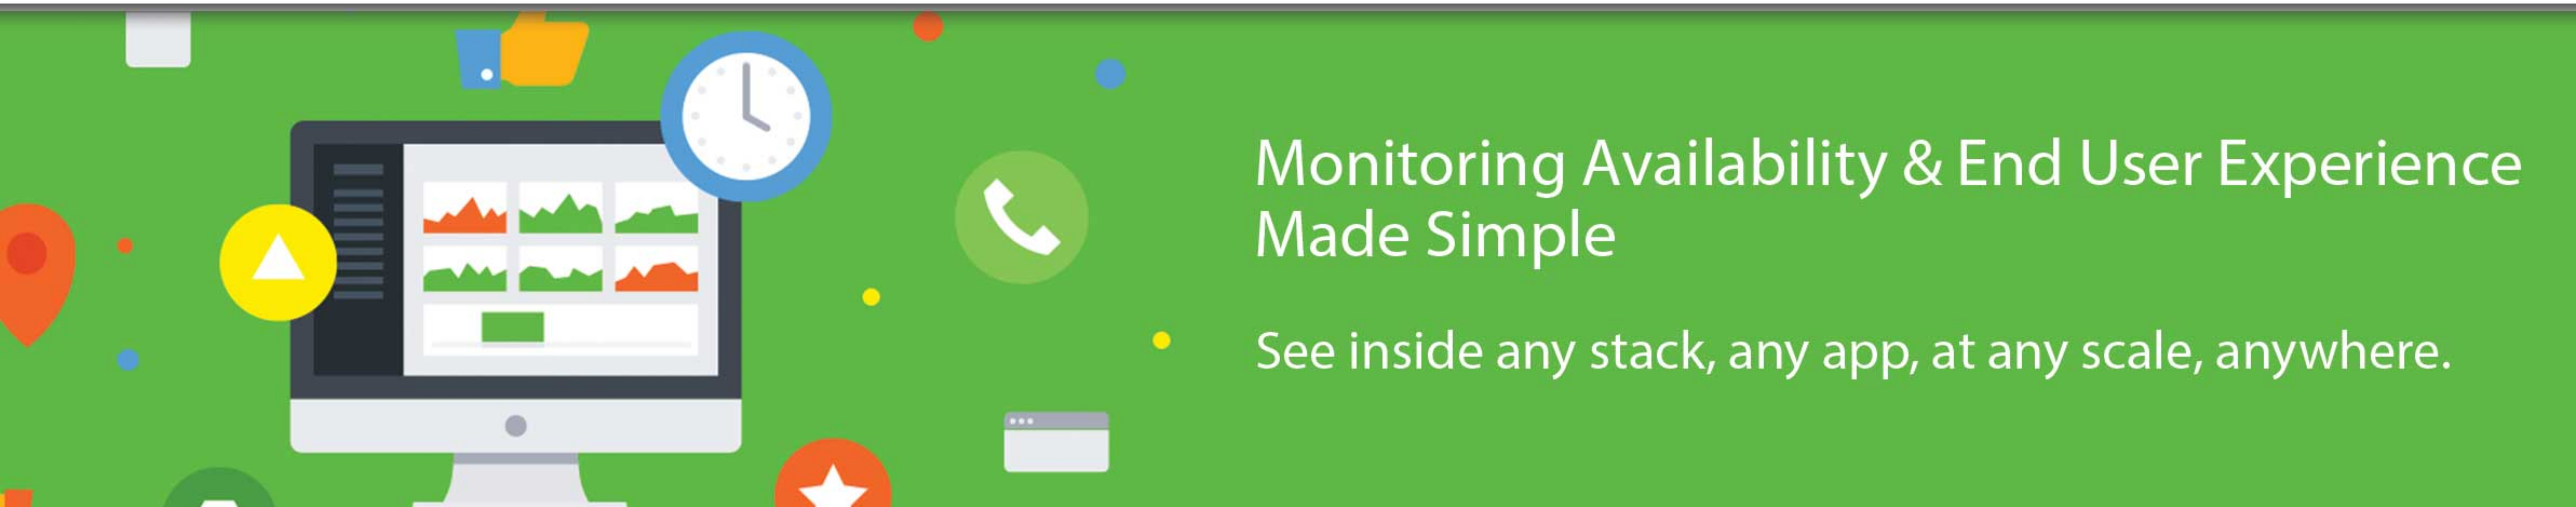 Monitoring Availability & End User Experience
Made Simple
See inside any stack, any app, at any scale, anywhere.